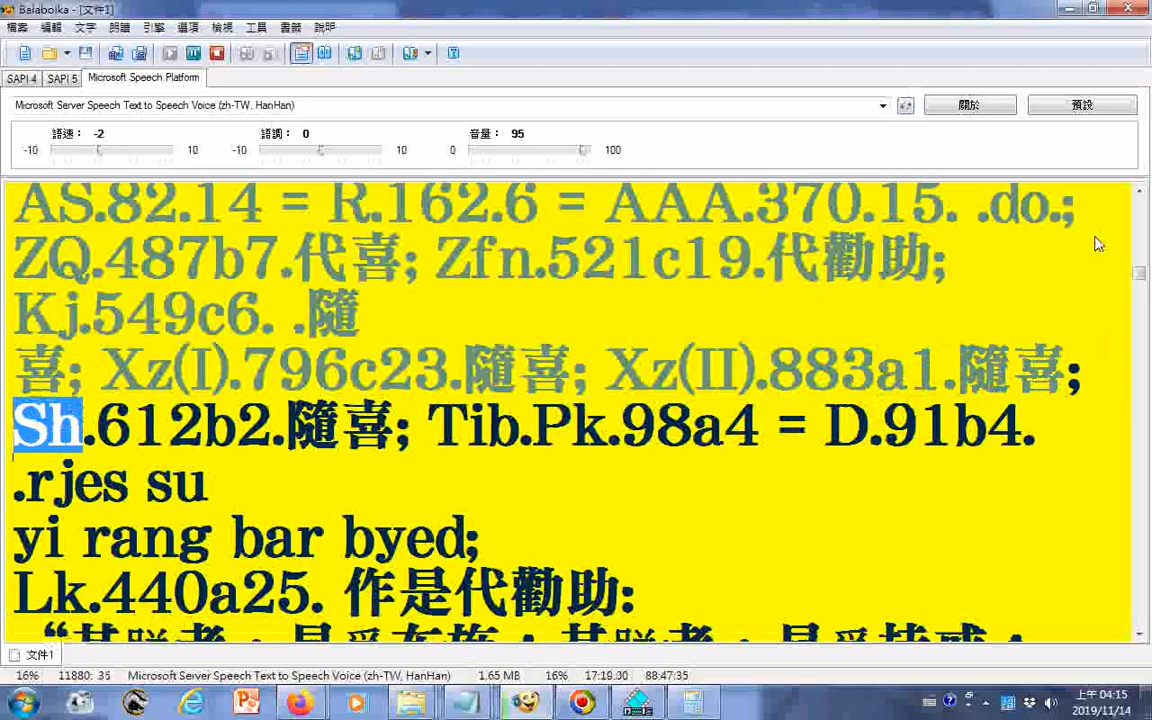 Balabolka - [文件1]
檔案 編輯 文字 朗讀 引擎 選項 檢視 工具 書籤 說明
SAPI 4 SAPI 5 Microsoft Speech Platform
Microsoft Server Speech Text to Speech Voice (zh-TW, HanHan) 關於 預設
語速： -2 語調： 0 音量： 95
-10 10 -10 10 0 100
AS.82.14 = R.162.6 = AAA.370.15. .do.;
ZQ.487b7.代喜; Zfn.521c19.代勸助;
Kj.549c6. .隨
喜; Xz(I).796c23.隨喜; Xz(II).883a1.隨喜;
Sh.612b2.隨喜; Tib.Pk.98a4 = D.91b4.
.rjes su
yi rang bar byed;
Lk.440a25. 作是代勸助:
文件1
16% 11880: 35 Microsoft Server Speech Text to Speech Voice (zh-TW, HanHan) 1.65 MB 16% 17:19:30 88:47:35
上午 04:15
2019/11/14